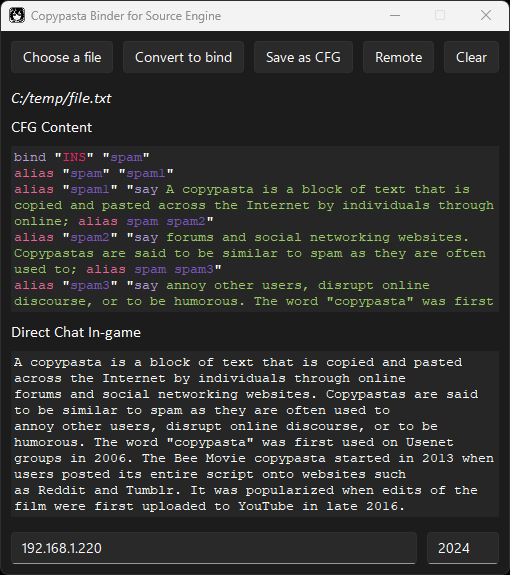 Copypasta Binder for Source Engine
Choose a file
Convert to bind
Save as CFG
Remote
Clear
C:/temp/file.txt
CFG Content
bind "INS" "spam"
alias "spam" "spam1"
alias "spam1" "say A copypasta is a block of text that is
copied and pasted across the Internet by individuals through
online; alias spam spam2"
alias "spam2" "say forums and social networking websites.
Copypastas are said to be similar to spam as they are often
used to; alias spam spam3"
alias "spam3" "say annoy other users, disrupt online
discourse, or to be humorous. The word "copypasta" was first
Direct Chat In-game
A copypasta is a block of text that is copied and pasted
across the Internet by individuals through online
forums and social networking websites. Copypastas are said
to be similar to spam as they are often used to
annoy other users, disrupt online discourse, or to be
humorous. The word "copypasta" was first used on Usenet
groups in 2006. The Bee Movie copypasta started in 2013 when
users posted its entire script onto websites such
as Reddit and Tumblr. It was popularized when edits of the
film were first uploaded to YouTube in late 2016.
192.168.1.220
2024